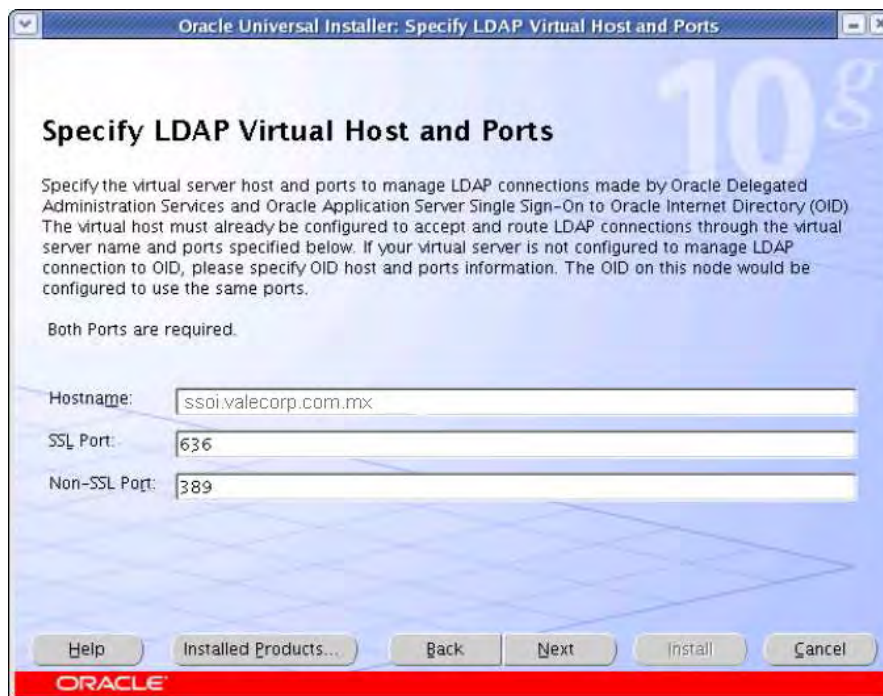 Oracle Universal Installer: Specify LDAP Virtual Host and Ports
10g
Specify LDAP Virtual Host and Ports
Specify the virtual server host and ports to manage LDAP connections made by Oracle Delegated
Administration Services and Oracle Application Server Single Sign-On to Oracle Internet Directory (OID)
The virtual host must already be configured to accept and route LDAP connections through the virtual
server name and ports specified below. If your virtual server is not configured to manage LDAP
connection to OID, please specify OID host and ports information. The OID on this node would be
configured to use the same ports.
Both Ports are required.
Hostname: ssoi.valecorp.com.mx
SSL Port: 636
Non-SSL Port: 389
Help Installed Products... Back Next Install Cancel
ORACLE